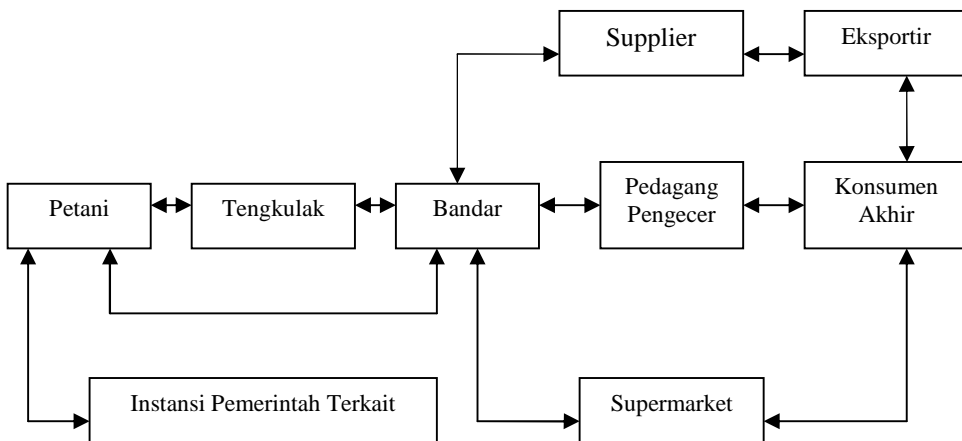 Supplier
Eksportir
Petani
Tengkulak
Bandar
Pedagang
Pengecer
Konsumen
Akhir
Instansi Pemerintah Terkait
Supermarket